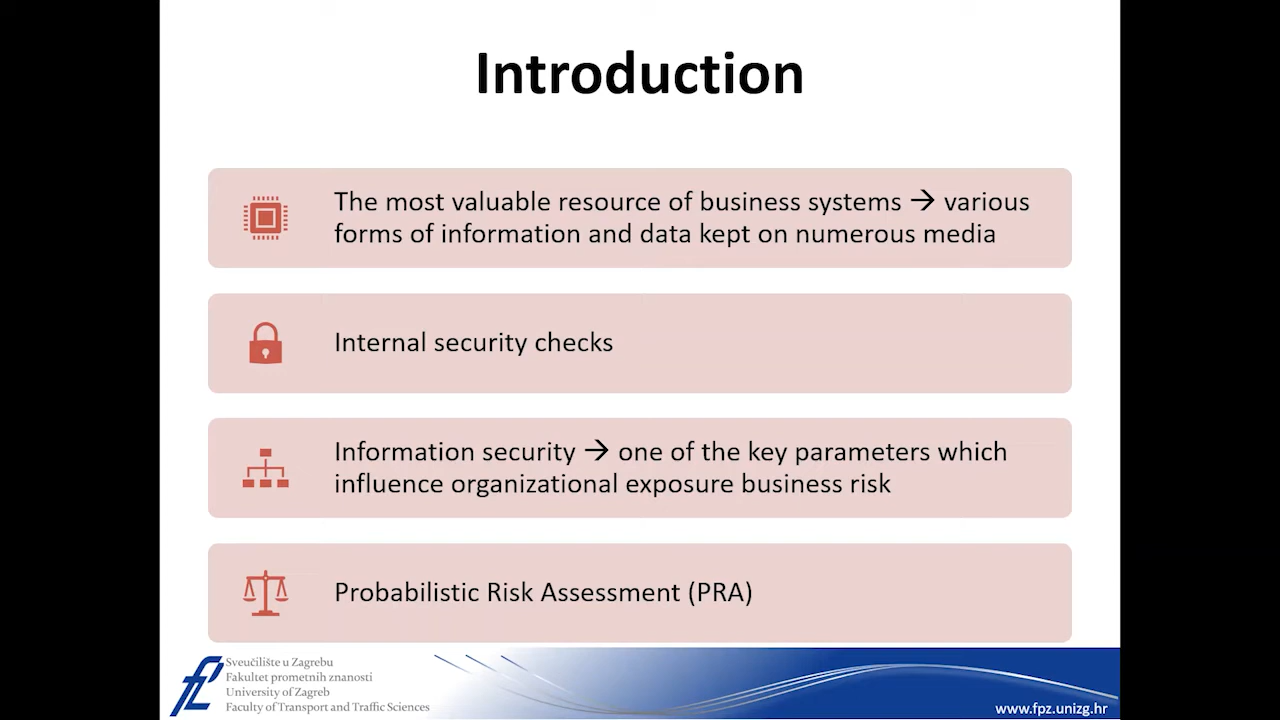 Introduction
The most valuable resource of business systems → various
forms of information and data kept on numerous media
Internal security checks
Information security → one of the key parameters which
influence organizational exposure business risk
Probabilistic Risk Assessment (PRA)
Sveučilište u Zagrebu
Fakultet prometnih znanosti
University of Zagreb
Faculty of Transport and Traffic Sciences
www.fpz.unizg.hr